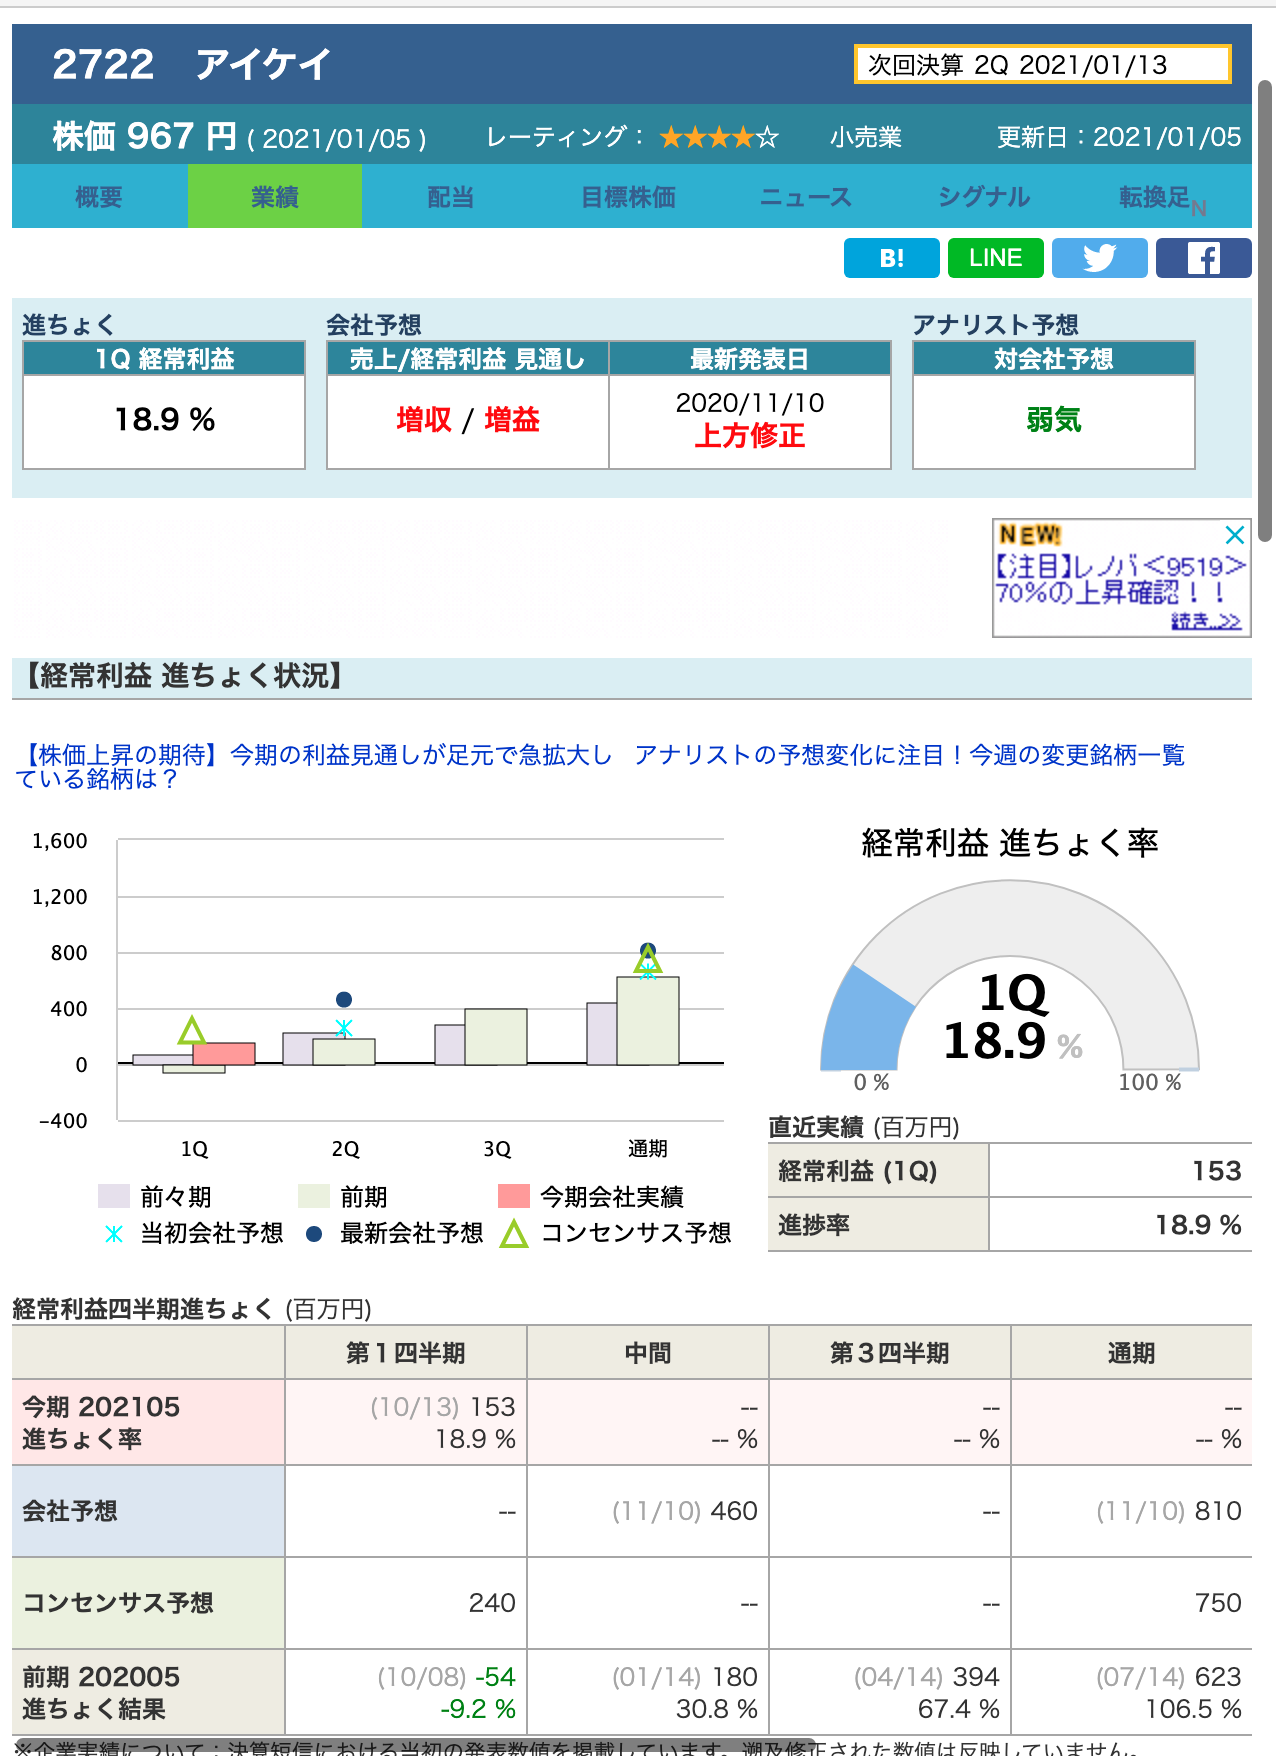 2722　アイケイ
次回決算 2Q 2021/01/13
株価 967 円 ( 2021/01/05 ) レーティング： ★★★★☆ 小売業 更新日：2021/01/05
概要 業績 配当 目標株価 ニュース シグナル 転換足N
B! LINE
進ちょく 会社予想 アナリスト予想
1Q 経常利益 売上/経常利益 見通し 最新発表日 対会社予想
18.9 % 増収 / 増益 2020/11/10 弱気
上方修正
NEW!
【注目】レノバ<9519>
70%の上昇確認！！
続き..>>
【経常利益 進ちょく状況】
【株価上昇の期待】今期の利益見通しが足元で急拡大し
ている銘柄は？
アナリストの予想変化に注目！今週の変更銘柄一覧
1,600
1,200
800
400
0
-400
1Q 2Q 3Q 通期
前々期 前期 今期会社実績
当初会社予想 最新会社予想 コンセンサス予想
経常利益 進ちょく率
1Q
18.9 %
0 % 100 %
直近実績 (百万円)
経常利益 (1Q) 153
進捗率 18.9 %
経常利益四半期進ちょく (百万円)
第１四半期 中間 第３四半期 通期
今期 202105 (10/13) 153 -- -- --
進ちょく率 18.9 % -- % -- % -- %
会社予想 -- (11/10) 460 -- (11/10) 810
コンセンサス予想 240 -- -- 750
前期 202005 (10/08) -54 (01/14) 180 (04/14) 394 (07/14) 623
進ちょく結果 -9.2 % 30.8 % 67.4 % 106.5 %
※企業実績について：決算短信における当初の発表数値を掲載しています。遡及修正された数値は反映していません。